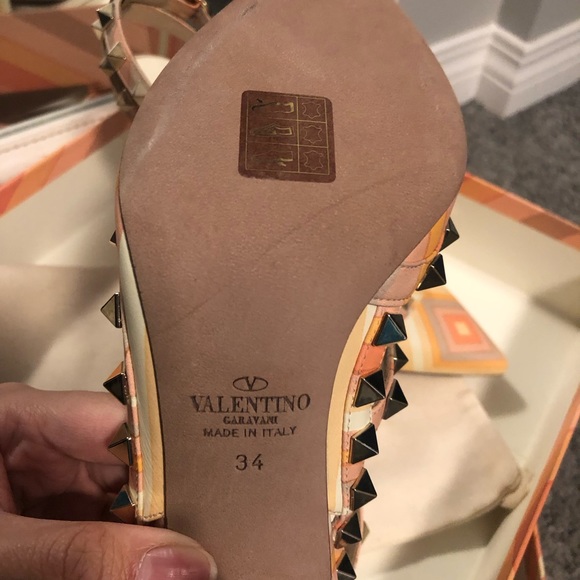 VALENTINO
GARAVANI
MADE IN ITALY
34